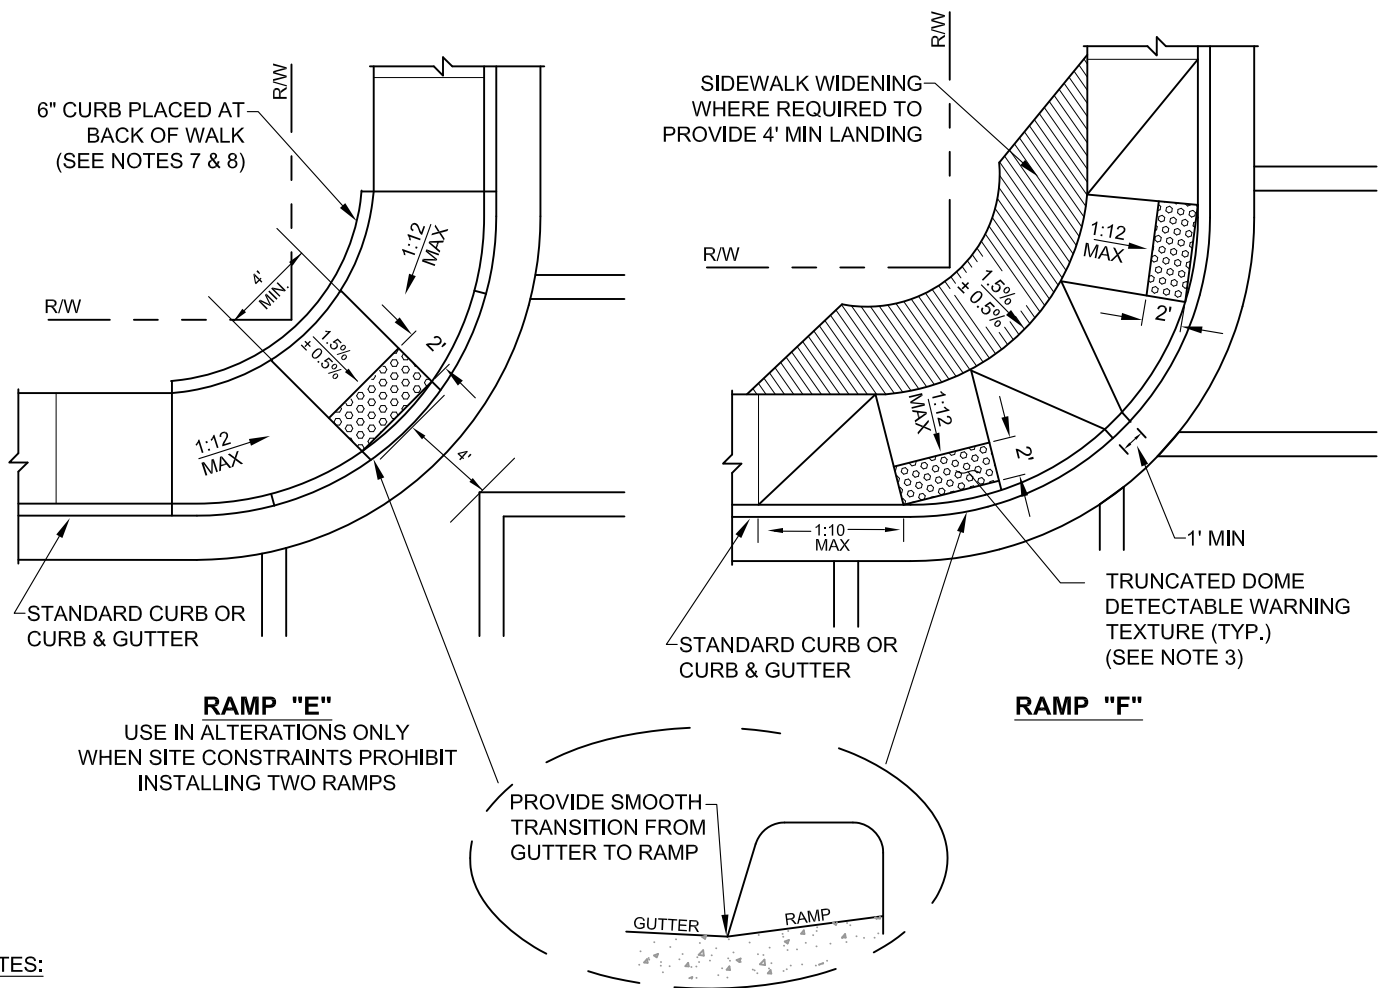 R/W
6" CURB PLACED AT
BACK OF WALK
(SEE NOTES 7 & 8)
1:12
MAX
4'
MIN.
R/W
1.5%
± 0.5%
2'
1:12
MAX
4'
STANDARD CURB OR
CURB & GUTTER
RAMP "E"
USE IN ALTERATIONS ONLY
WHEN SITE CONSTRAINTS PROHIBIT
INSTALLING TWO RAMPS
R/W
SIDEWALK WIDENING
WHERE REQUIRED TO
PROVIDE 4' MIN LANDING
R/W
1:12
MAX
2'
1.5%
± 0.5%
1:12
MAX
2'
1:10
MAX
1' MIN
TRUNCATED DOME
DETECTABLE WARNING
TEXTURE (TYP.)
(SEE NOTE 3)
STANDARD CURB OR
CURB & GUTTER
RAMP "F"
PROVIDE SMOOTH
TRANSITION FROM
GUTTER TO RAMP
GUTTER
RAMP
TES: